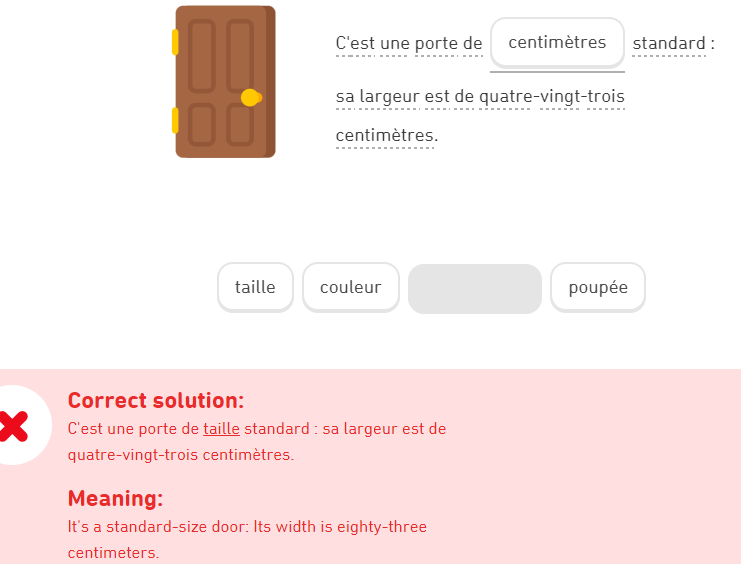 C'est une porte de centimètres standard :
sa largeur est de quatre-vingt-trois
centimètres.
taille couleur poupée
Correct solution:
C'est une porte de taille standard : sa largeur est de
quatre-vingt-trois centimètres.
Meaning:
It's a standard-size door: Its width is eighty-three
centimeters.